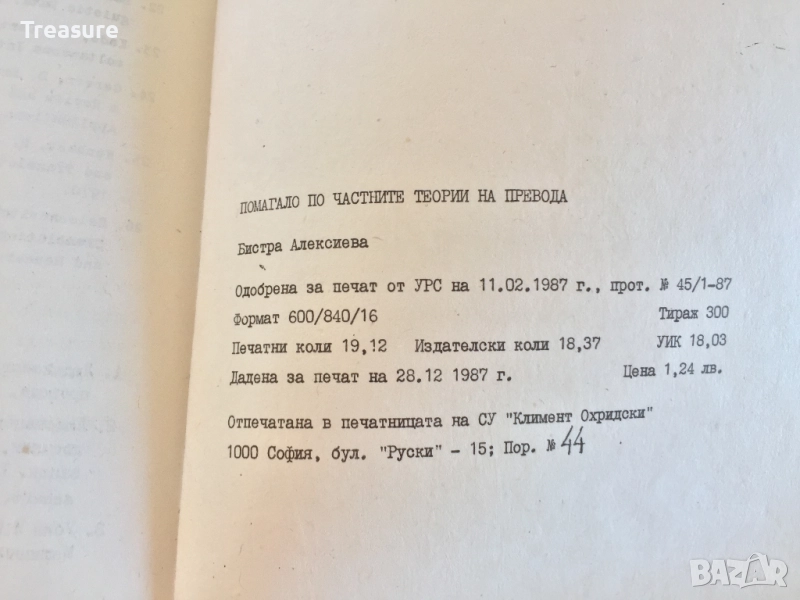 Treasure
ПОМАГАЛО ПО ЧАСТНИТЕ ТЕОРИИ НА ПРЕВОДА
Бистра Алексиева
Одобрена за печат от УРС на 11.02.1987 г., прот. № 45/1-87
Формат 600/840/16 Тираж 300
Печатни коли 19,12 Издателски коли 18,37 УИК 18,03
Дадена за печат на 28.12 1987 г. Цена 1,24 лв.
Отпечатана в печатницата на СУ "Климент Охридски"
1000 София, бул. "Руски" - 15; Пор. № 44
BAZAR